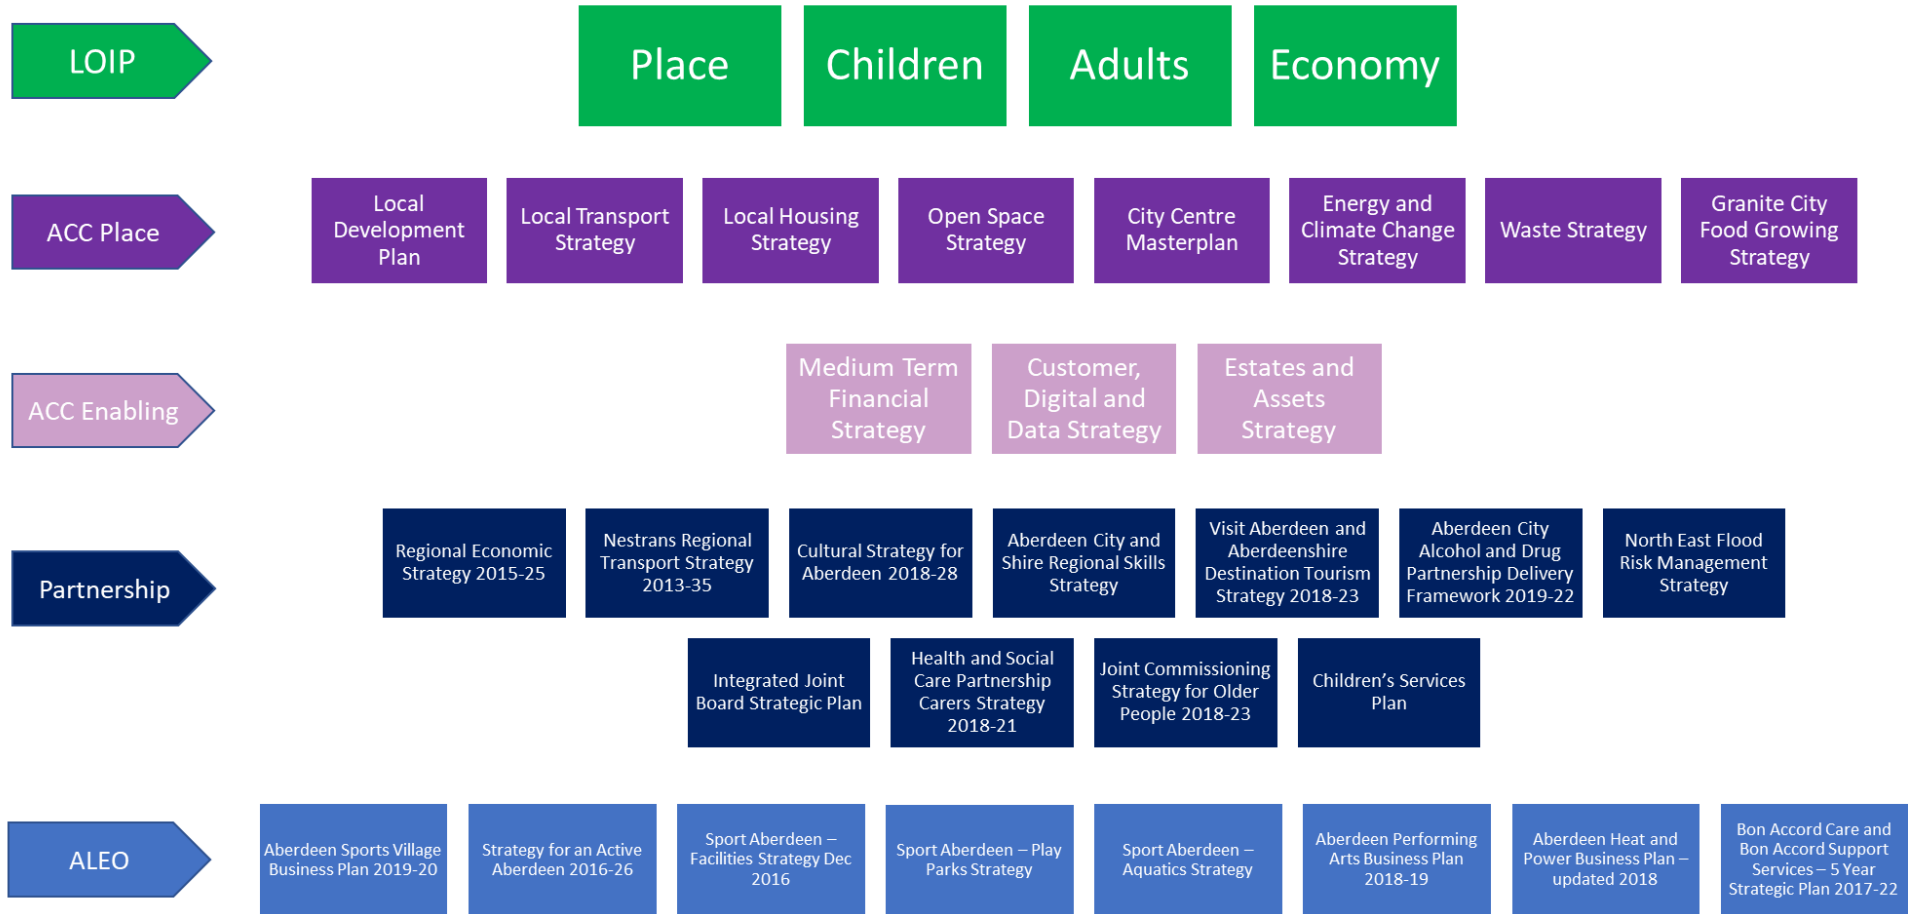 LOIP
Place
Children
Adults
Economy
ACC Place
Local
Development
Plan
Local Transport
Strategy
Local Housing
Strategy
Open Space
Strategy
City Centre
Masterplan
Energy and
Climate Change
Strategy
Waste Strategy
Granite City
Food Growing
Strategy
ACC Enabling
Medium Term
Financial
Strategy
Customer,
Digital and
Data Strategy
Estates and
Assets
Strategy
Partnership
Regional Economic
Strategy 2015-25
Nestrans Regional
Transport Strategy
2013-35
Cultural Strategy for
Aberdeen 2018-28
Aberdeen City and
Shire Regional Skills
Strategy
Visit Aberdeen and
Aberdeenshire
Destination Tourism
Strategy 2018-23
Aberdeen City
Alcohol and Drug
Partnership Delivery
Framework 2019-22
North East Flood
Risk Management
Strategy
Integrated Joint
Board Strategic Plan
Health and Social
Care Partnership
Carers Strategy
2018-21
Joint Commissioning
Strategy for Older
People 2018-23
Children’s Services
Plan
ALEO
Aberdeen Sports Village
Business Plan 2019-20
Strategy for an Active
Aberdeen 2016-26
Sport Aberdeen –
Facilities Strategy Dec
2016
Sport Aberdeen – Play
Parks Strategy
Sport Aberdeen –
Aquatics Strategy
Aberdeen Performing
Arts Business Plan
2018-19
Aberdeen Heat and
Power Business Plan –
updated 2018
Bon Accord Care and
Bon Accord Support
Services – 5 Year
Strategic Plan 2017-22